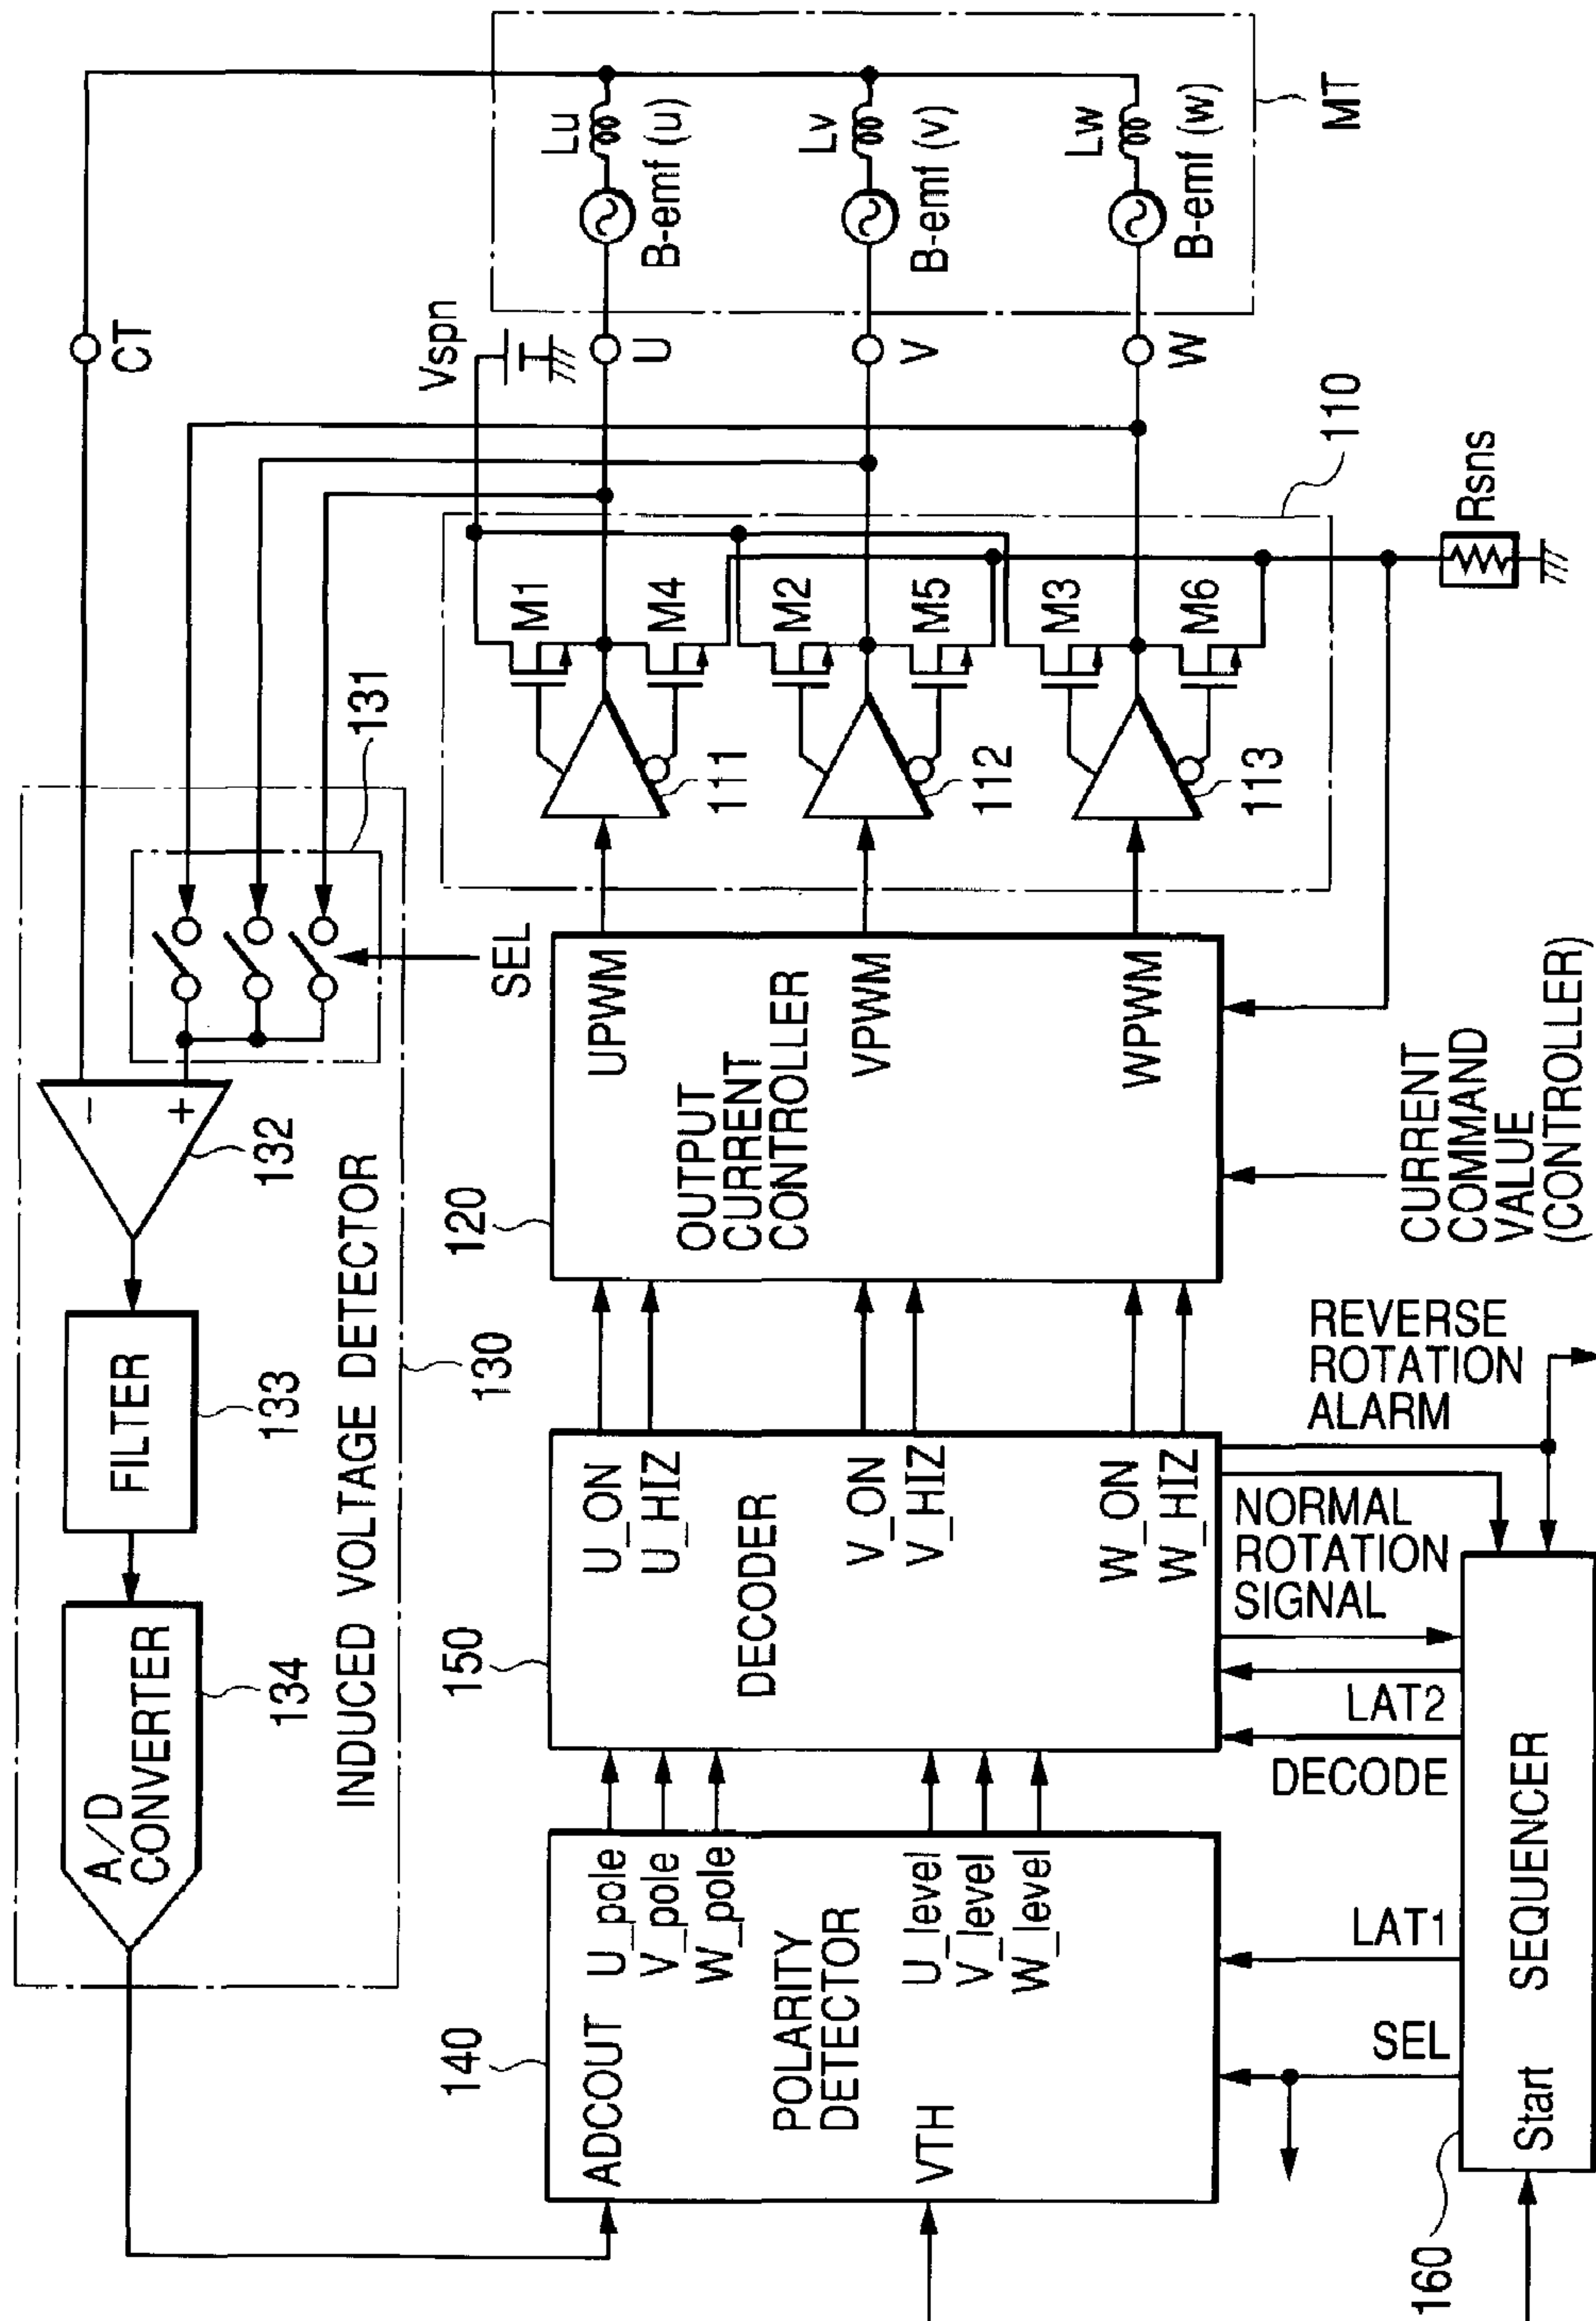 INDUCED VOLTAGE DETECTOR
130
A/D
CONVERTER
134
FILTER
133
132
−
+
131
SEL
CT
Vspn
MT
Lu
B-emf (u)
Lv
B-emf (v)
Lw
B-emf (w)
U
V
W
110
M1
M4
M2
M5
M3
M6
111
112
113
Rsns
120
OUTPUT
CURRENT
CONTROLLER
UPWM
VPWM
WPWM
CURRENT
COMMAND
VALUE
(CONTROLLER)
150
DECODER
U_ON
U_HIZ
V_ON
V_HIZ
W_ON
W_HIZ
REVERSE
ROTATION
ALARM
NORMAL
ROTATION
SIGNAL
140
POLARITY
DETECTOR
ADCOUT
VTH
U_pole
V_pole
W_pole
U_level
V_level
W_level
SEL
LAT1
DECODE
LAT2
160
Start
SEQUENCER